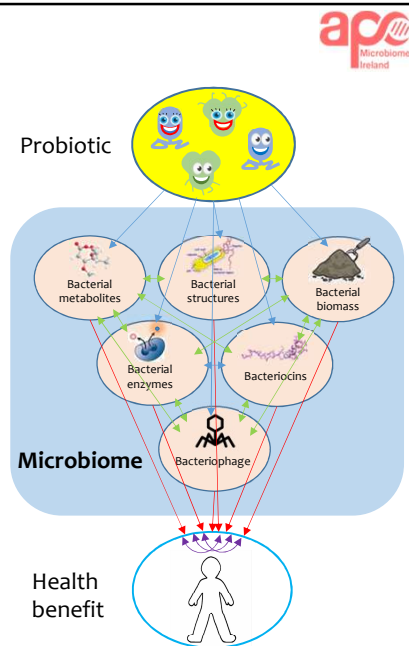 apc
Microbiome
Ireland
Probiotic
Bacterial
metabolites
Bacterial
structures
Bacterial
biomass
Bacterial
enzymes
Bacteriocins
Bacteriophage
Microbiome
Health
benefit